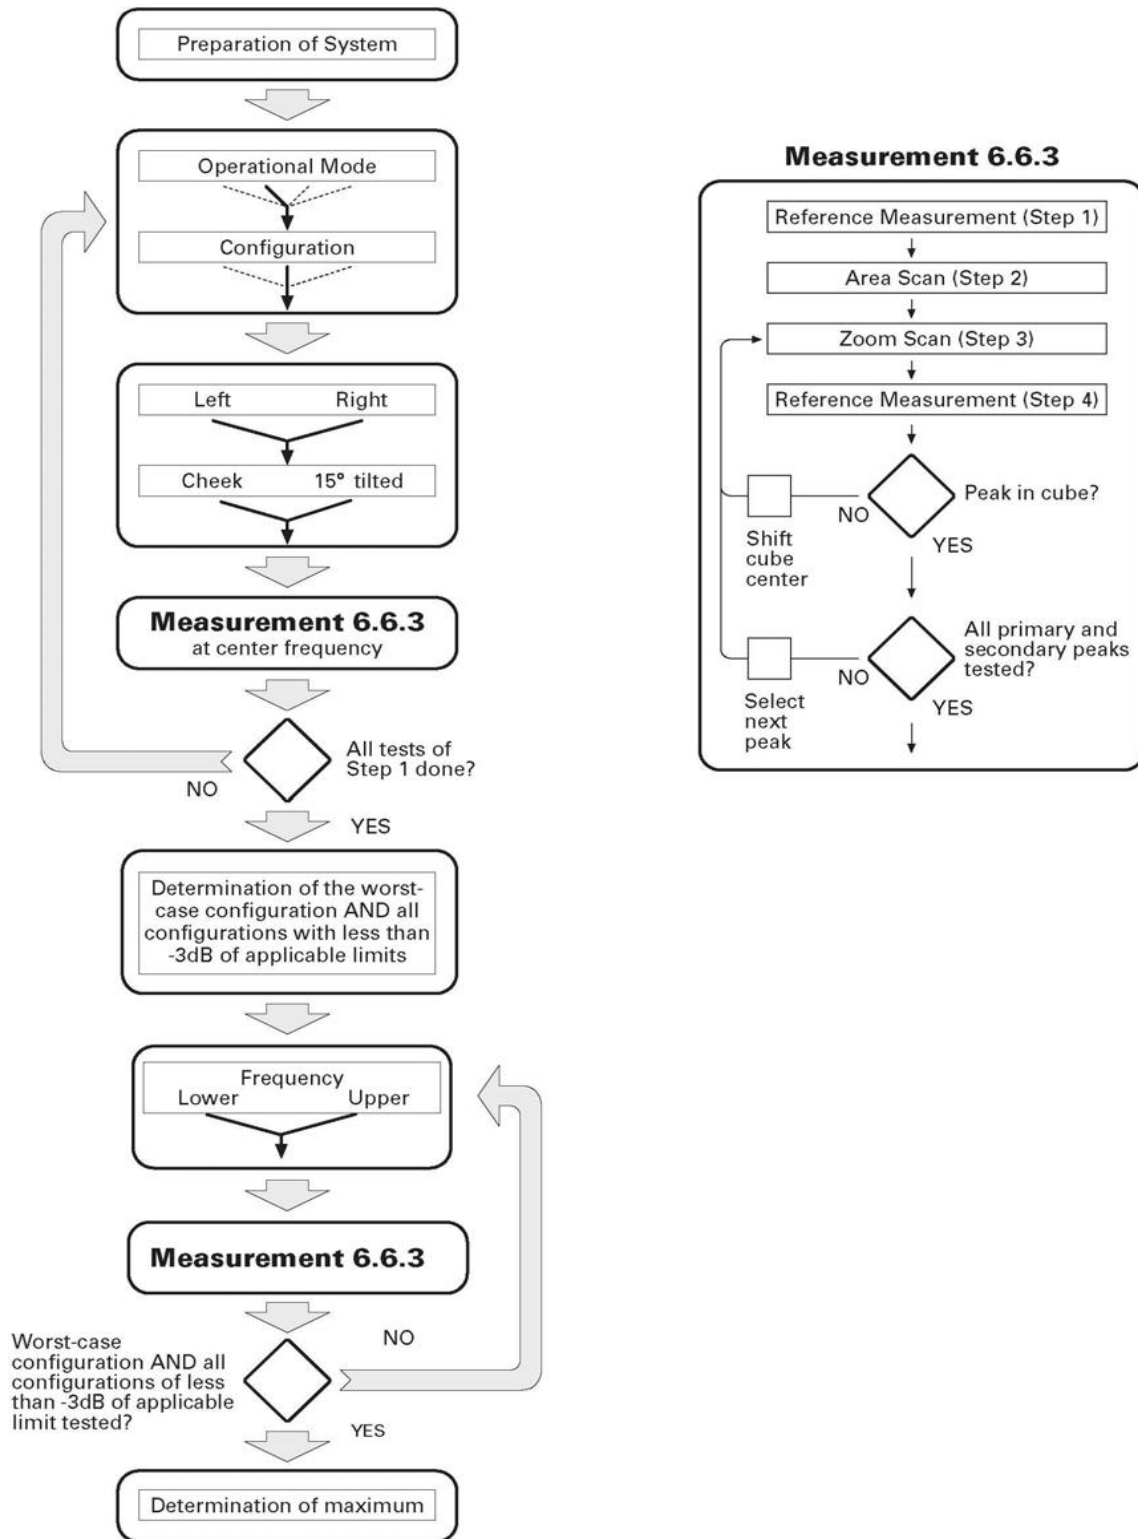 Preparation of System
Operational Mode
Configuration
Left Right
Cheek 15° tilted
Measurement 6.6.3
at center frequency
All tests of
Step 1 done?
NO
YES
Determination of the worst-
case configuration AND all
configurations with less than
-3dB of applicable limits
Frequency
Lower Upper
Measurement 6.6.3
NO
Worst-case
configuration AND all
configurations of less
than -3dB of applicable
limit tested?
YES
Determination of maximum
Measurement 6.6.3
Reference Measurement (Step 1)
Area Scan (Step 2)
Zoom Scan (Step 3)
Reference Measurement (Step 4)
Peak in cube?
NO
Shift
cube
center
YES
All primary and
secondary peaks
tested?
NO
Select
next
peak
YES